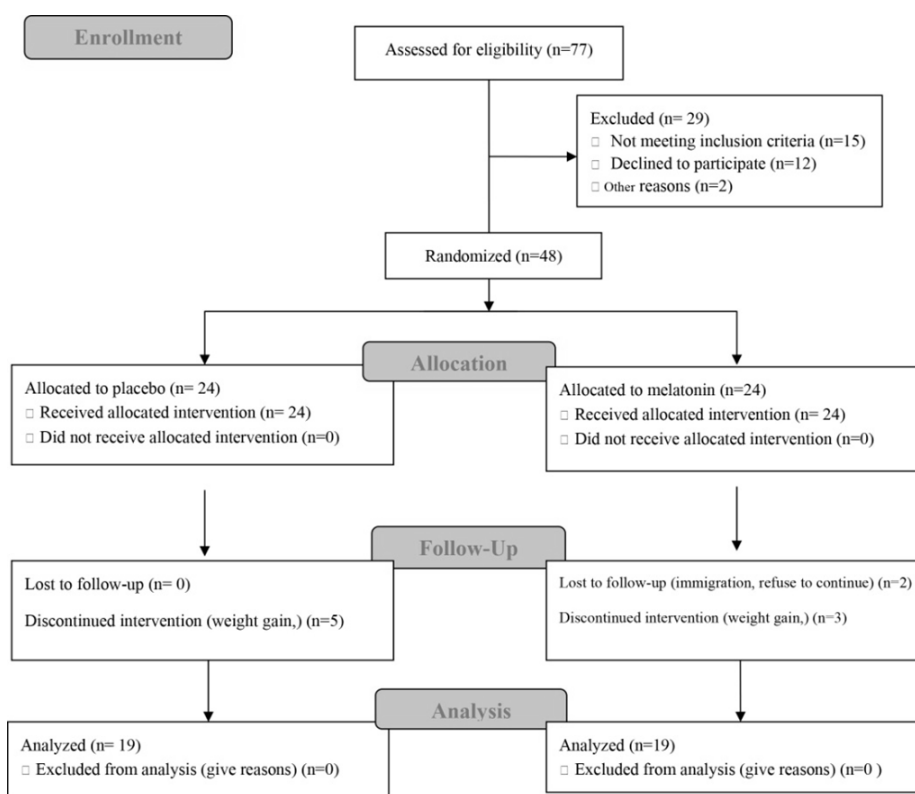 Enrollment
Assessed for eligibility (n=77)
Excluded (n= 29)
□ Not meeting inclusion criteria (n=15)
□ Declined to participate (n=12)
□ Other reasons (n=2)
Randomized (n=48)
Allocation
Allocated to placebo (n= 24)
□ Received allocated intervention (n= 24)
□ Did not receive allocated intervention (n=0)
Allocated to melatonin (n=24)
□ Received allocated intervention (n= 24)
□ Did not receive allocated intervention (n=0)
Follow-Up
Lost to follow-up (n= 0)
Discontinued intervention (weight gain,) (n=5)
Lost to follow-up (immigration, refuse to continue) (n=2)
Discontinued intervention (weight gain,) (n=3)
Analysis
Analyzed (n= 19)
□ Excluded from analysis (give reasons) (n=0)
Analyzed (n=19)
□ Excluded from analysis (give reasons) (n=0 )